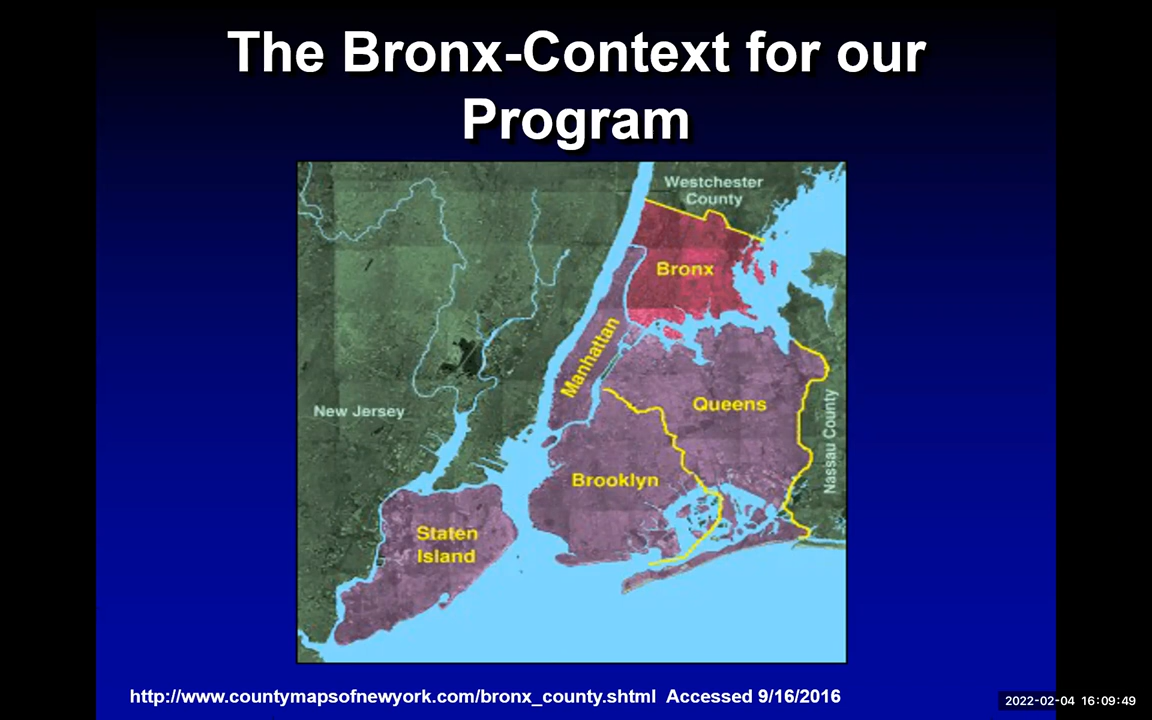 The Bronx-Context for our
Program
Westchester
County
Bronx
Manhattan
New Jersey
Queens
Nassau County
Brooklyn
Staten
Island
http://www.countymapsofnewyork.com/bronx_county.shtml Accessed 9/16/2016
2022-02-04 16:09:49